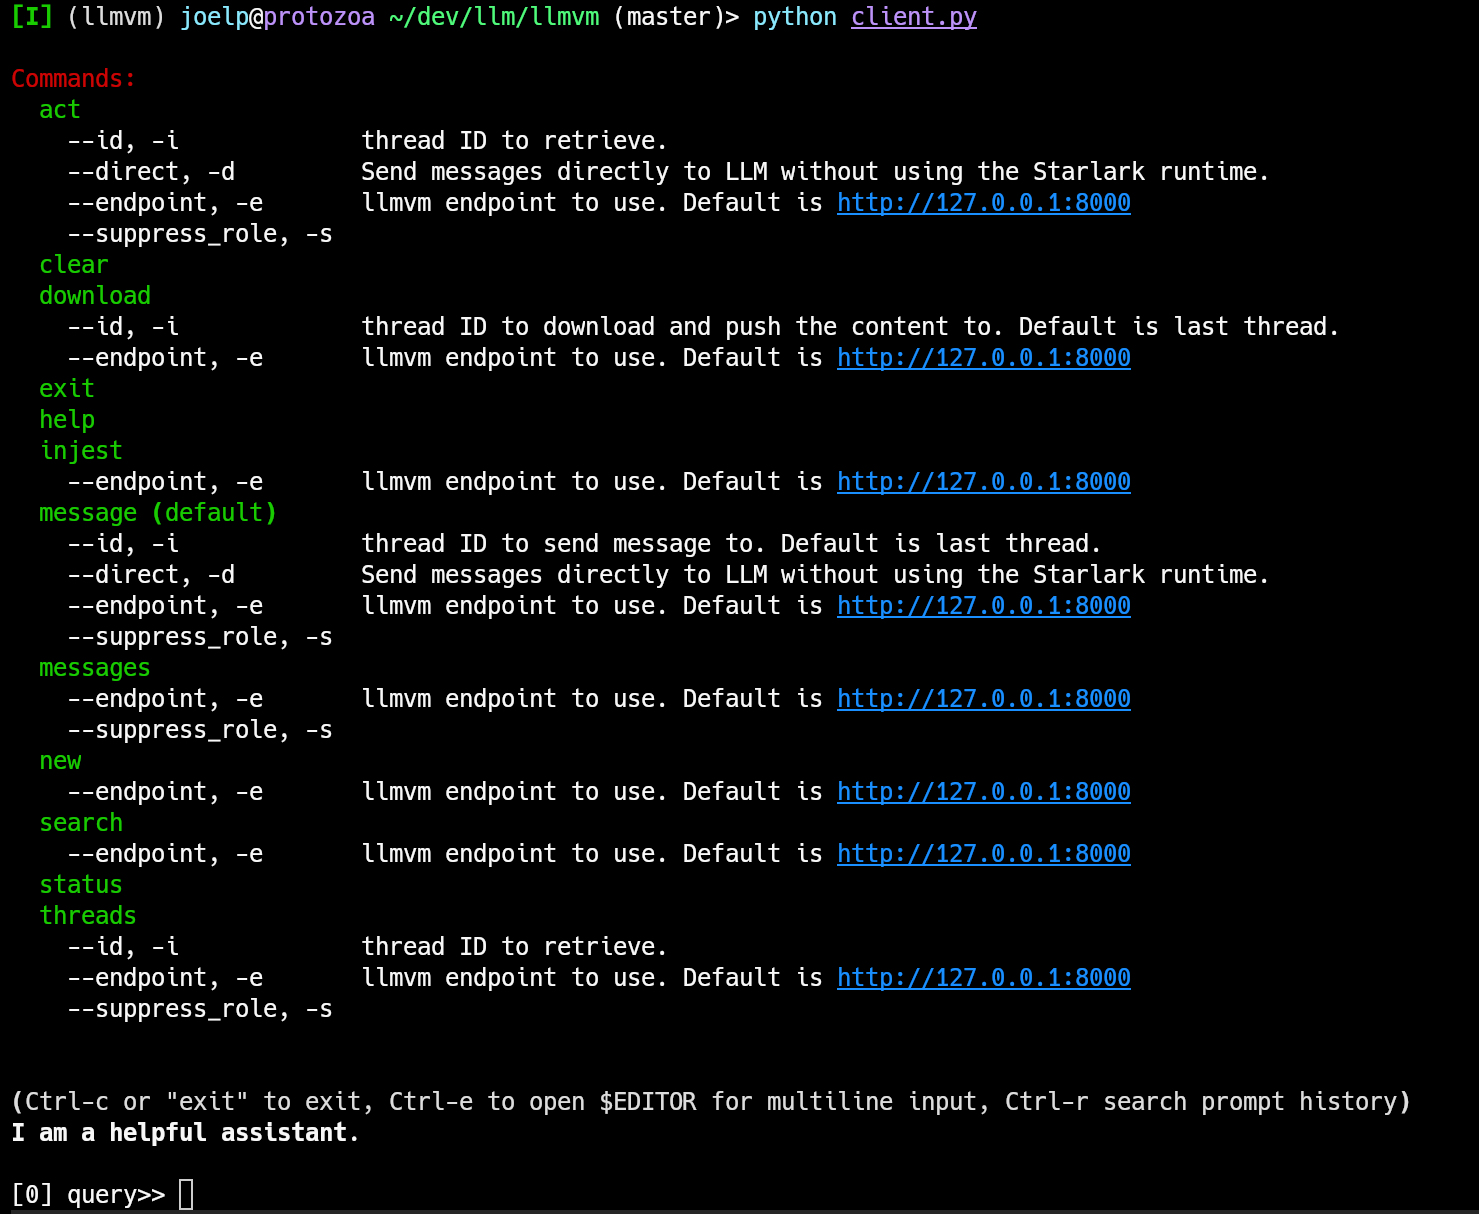 [I] (llmvm) joelp@protozoa ~/dev/llm/llmvm (master)> python client.py
Commands:
act
--id, -i thread ID to retrieve.
--direct, -d Send messages directly to LLM without using the Starlark runtime.
--endpoint, -e llmvm endpoint to use. Default is http://127.0.0.1:8000
--suppress_role, -s
clear
download
--id, -i thread ID to download and push the content to. Default is last thread.
--endpoint, -e llmvm endpoint to use. Default is http://127.0.0.1:8000
exit
help
injest
--endpoint, -e llmvm endpoint to use. Default is http://127.0.0.1:8000
message (default)
--id, -i thread ID to send message to. Default is last thread.
--direct, -d Send messages directly to LLM without using the Starlark runtime.
--endpoint, -e llmvm endpoint to use. Default is http://127.0.0.1:8000
--suppress_role, -s
messages
--endpoint, -e llmvm endpoint to use. Default is http://127.0.0.1:8000
--suppress_role, -s
new
--endpoint, -e llmvm endpoint to use. Default is http://127.0.0.1:8000
search
--endpoint, -e llmvm endpoint to use. Default is http://127.0.0.1:8000
status
threads
--id, -i thread ID to retrieve.
--endpoint, -e llmvm endpoint to use. Default is http://127.0.0.1:8000
--suppress_role, -s
(Ctrl-c or "exit" to exit, Ctrl-e to open $EDITOR for multiline input, Ctrl-r search prompt history)
I am a helpful assistant.
[0] query>>